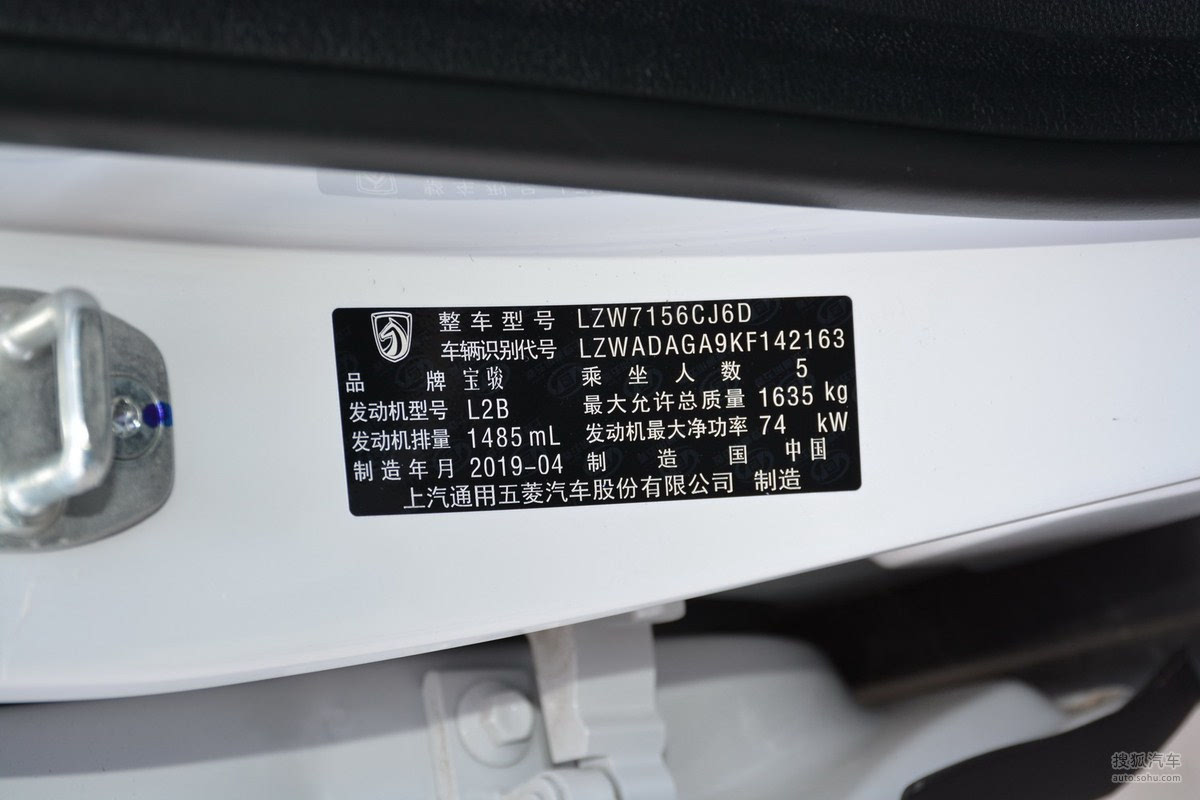 整车型号 LZW7156CJ6D
车辆识别代号 LZWADAGA9KF142163
品牌 宝骏 乘坐人数 5
发动机型号 L2B 最大允许总质量 1635 kg
发动机排量 1485 mL 发动机最大净功率 74 kW
制造年月 2019-04 制造国 中国
上汽通用五菱汽车股份有限公司 制造
搜狐汽车
auto.sohu.com